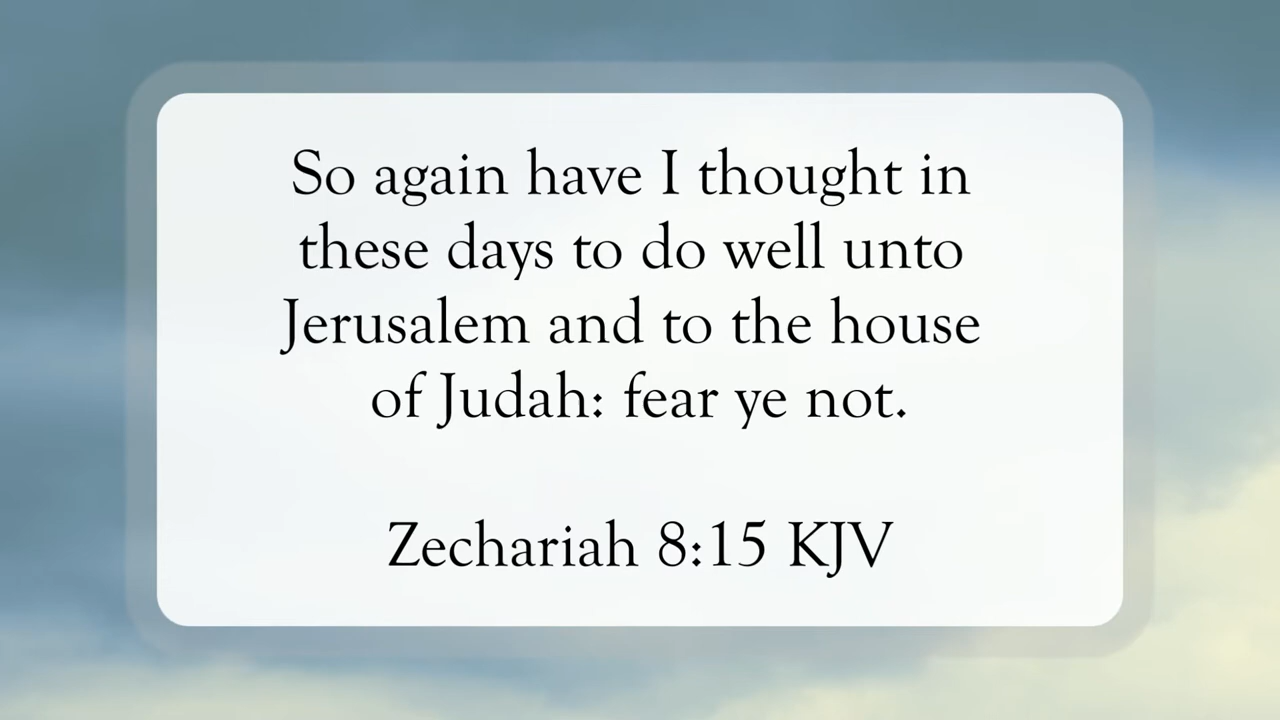 So again have I thought in
these days to do well unto
Jerusalem and to the house
of Judah: fear ye not.
Zechariah 8:15 KJV